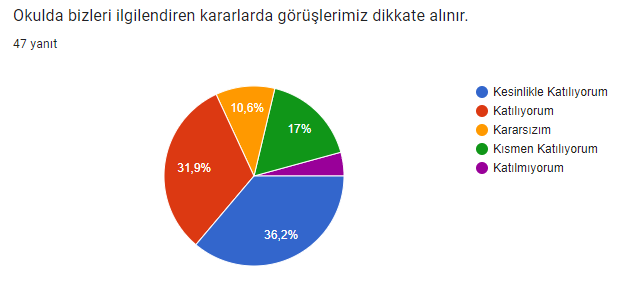 Okulda bizleri ilgilendiren kararlarda görüşlerimiz dikkate alınır.
47 yanıt
Kesinlikle Katılıyorum
Katılıyorum
Kararsızım
Kısmen Katılıyorum
Katılmıyorum
10,6%
17%
31,9%
36,2%